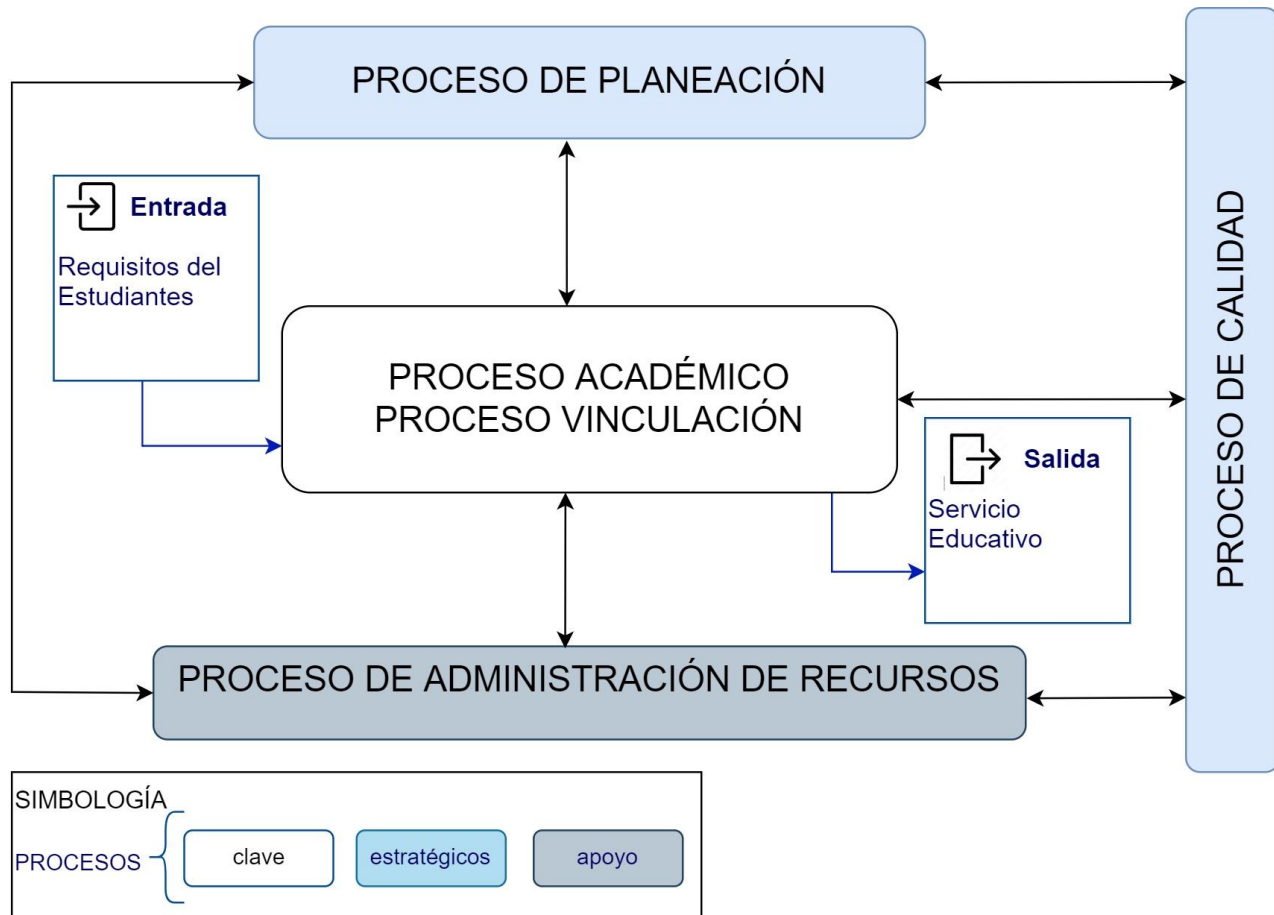 PROCESO DE PLANEACIÓN
Entrada
Requisitos del
Estudiantes
PROCESO ACADÉMICO
PROCESO VINCULACIÓN
Salida
Servicio
Educativo
PROCESO DE CALIDAD
PROCESO DE ADMINISTRACIÓN DE RECURSOS
SIMBOLOGÍA
PROCESOS
clave
estratégicos
apoyo